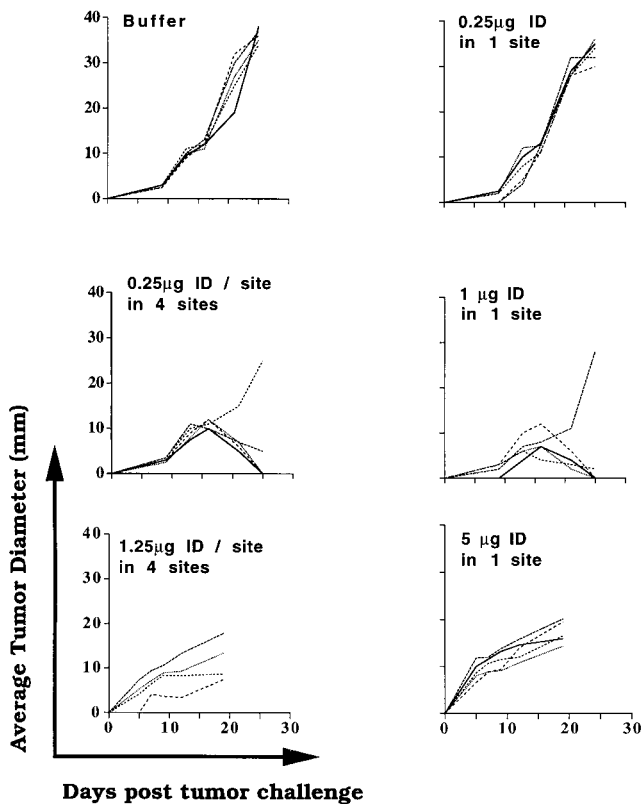 Buffer
40
30
20
10
0
0.25µg ID
in 1 site
0.25µg ID / site
in 4 sites
40
30
20
10
0
1 µg ID
in 1 site
1.25µg ID / site
in 4 sites
40
30
20
10
0
0 10 20 30
5 µg ID
in 1 site
0 10 20 30
Average Tumor Diameter (mm)
Days post tumor challenge